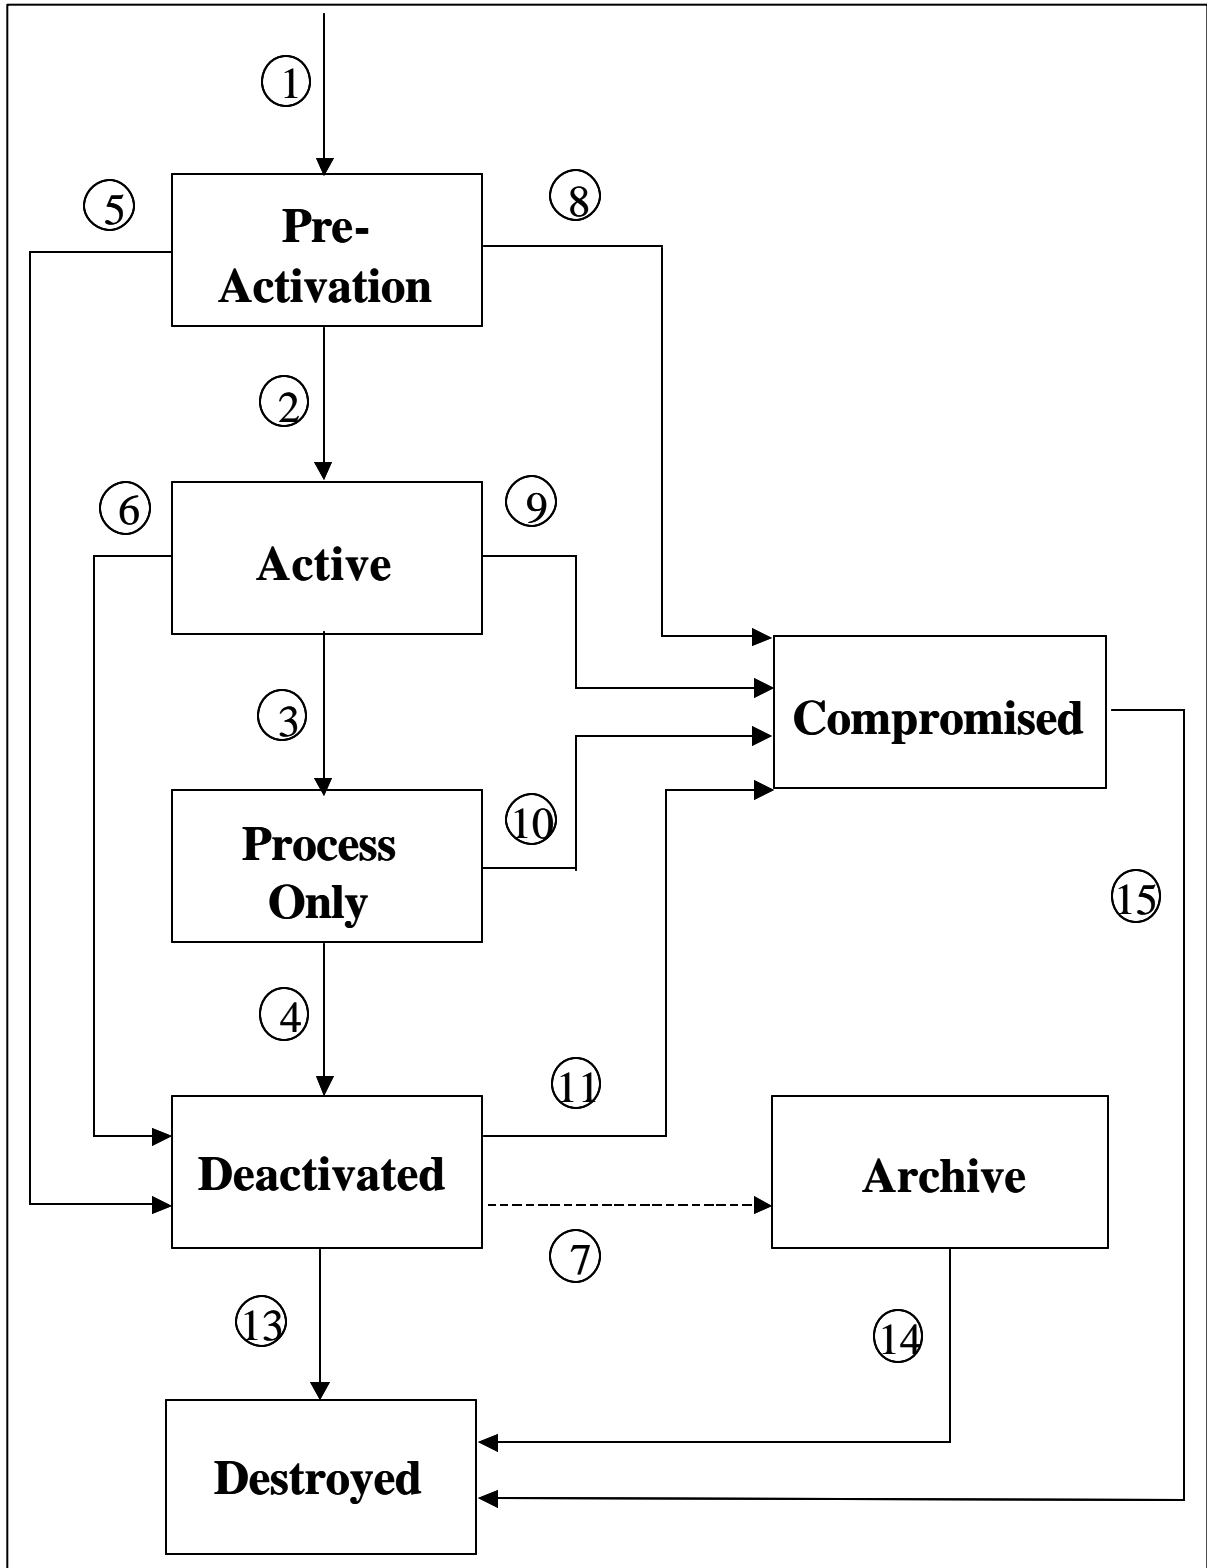 1
5
8
Pre-
Activation
2
6
9
Active
3
Compromised
10
Process
Only
15
4
11
Deactivated
Archive
7
13
14
Destroyed